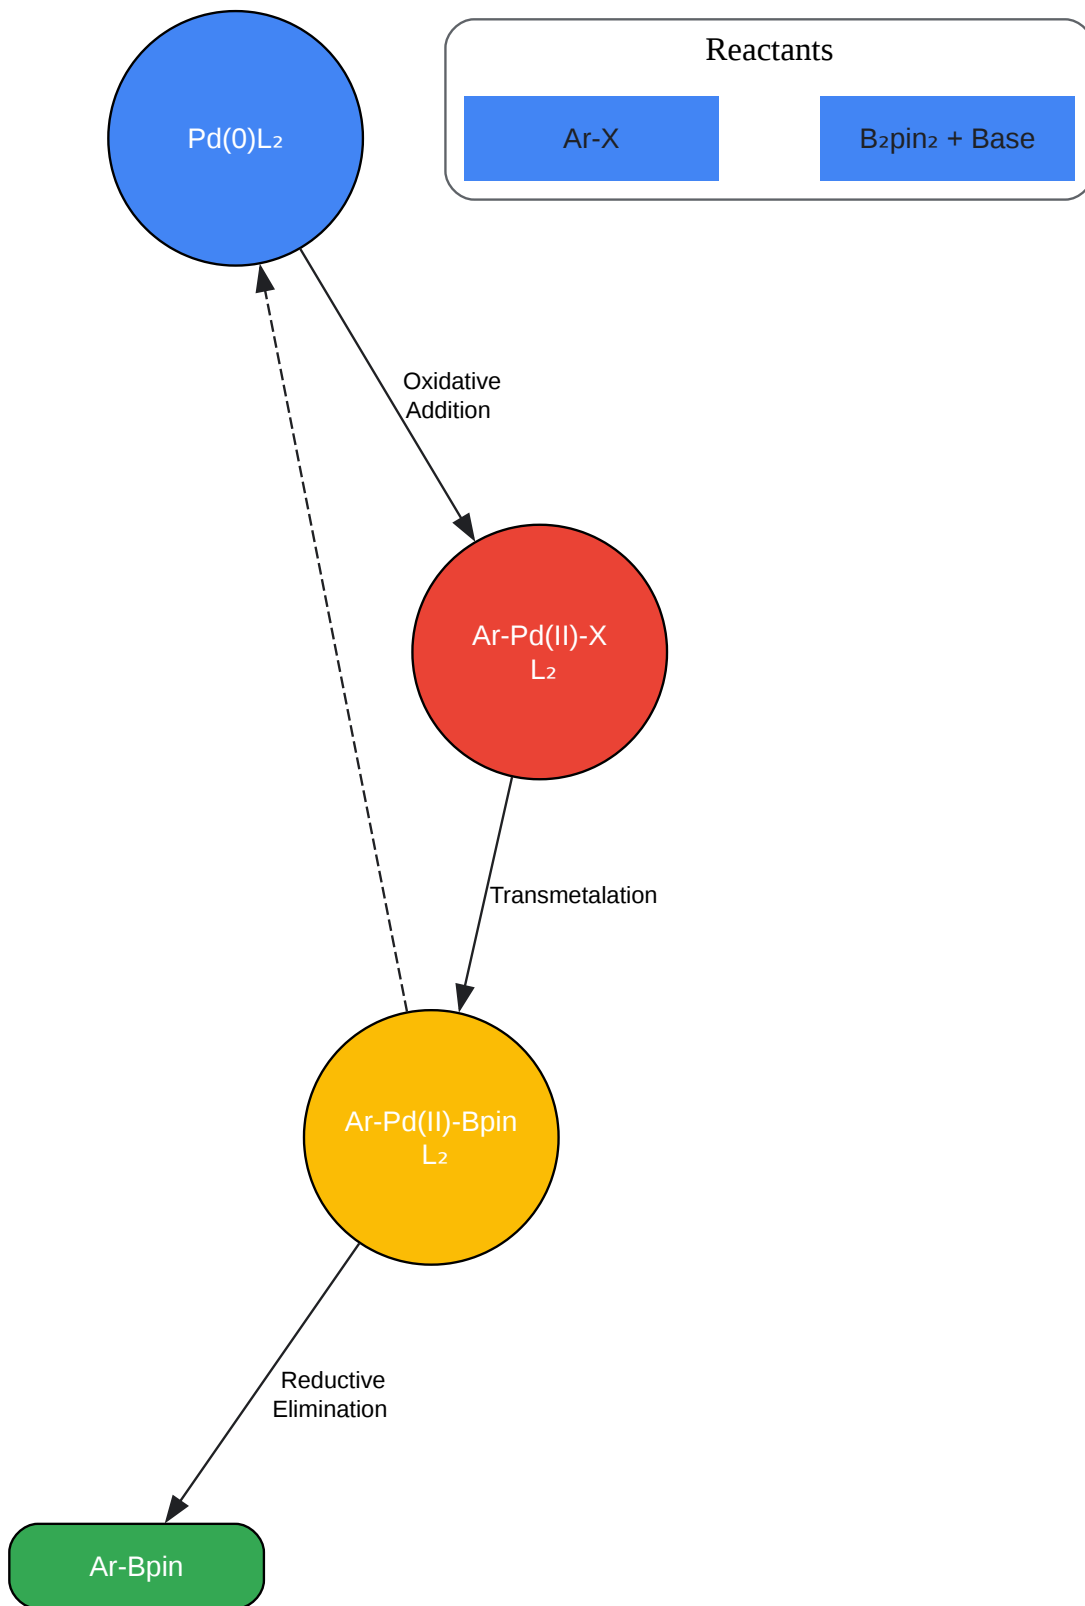 Reactants
Pd(0)L₂
Ar-X
B₂pin₂ + Base
Oxidative
Addition
Ar-Pd(II)-X
L₂
Transmetalation
Ar-Pd(II)-Bpin
L₂
Reductive
Elimination
Ar-Bpin